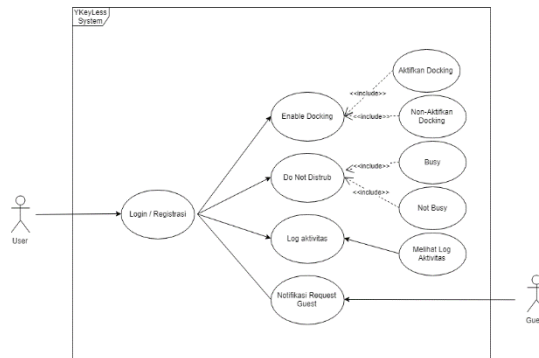 YKeyLess
System
Aktifkan Docking
<<include>>
Enable Docking
<<include>>
Non-Aktifkan
Docking
<<include>>
Busy
Do Not Distrub
<<include>>
Not Busy
Login / Registrasi
User
Log aktivitas
Melihat Log
Aktivitas
Notifikasi Request
Guest